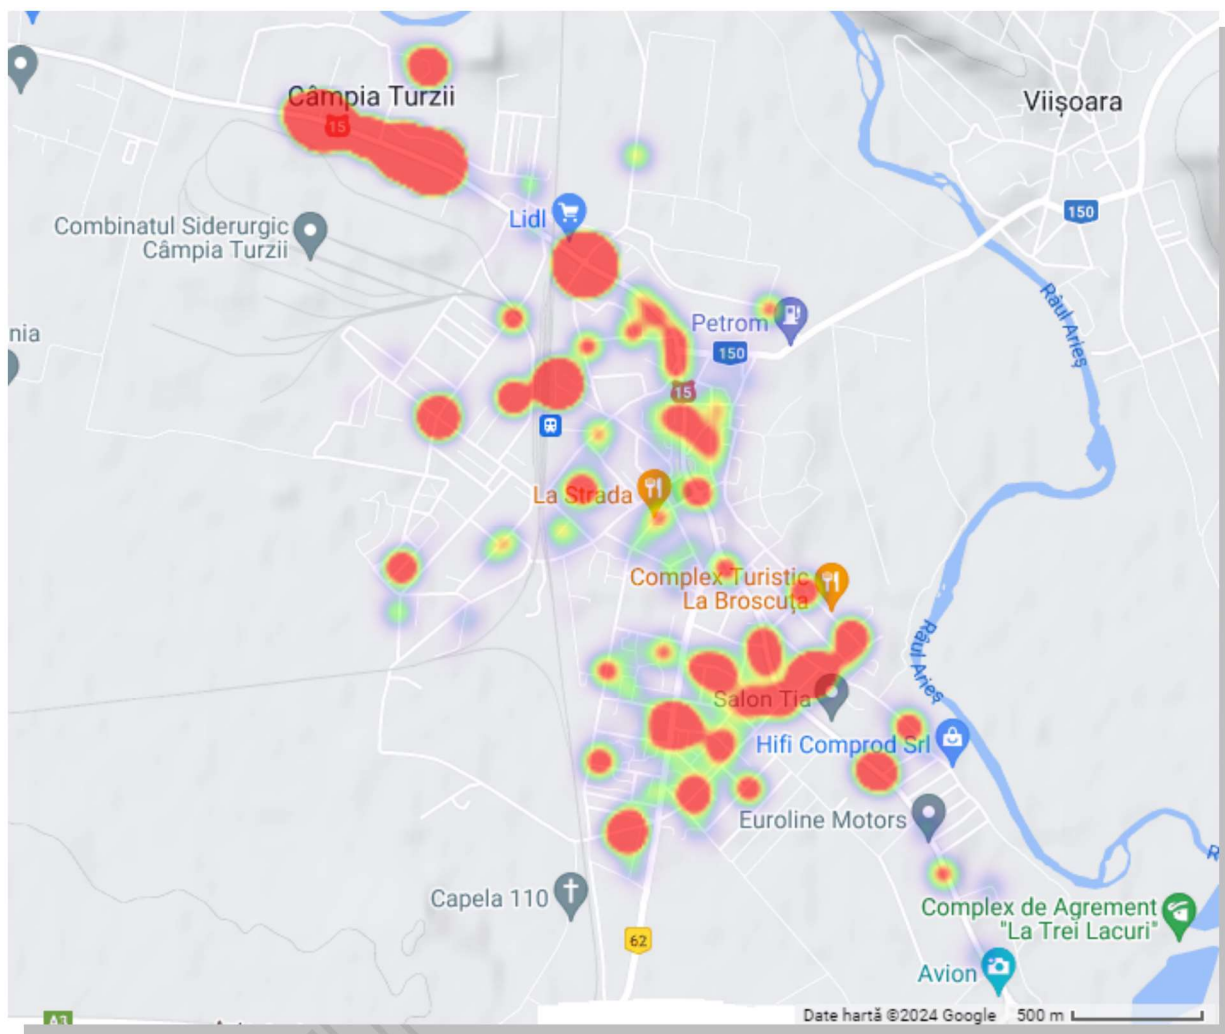 Câmpia Turzii
15
Viișoara
150
Lidl
Combinatul Siderurgic
Câmpia Turzii
Râul Arieș
nia
Petrom
150
15
La Strada
Complex Turistic
La Broscuța
Râul Arieș
Salon Tia
Hifi Comprod Srl
Euroline Motors
R
Capela 110
Complex de Agrement
"La Trei Lacuri"
62
Avion
A3
Date hartă ©2024 Google 500 m